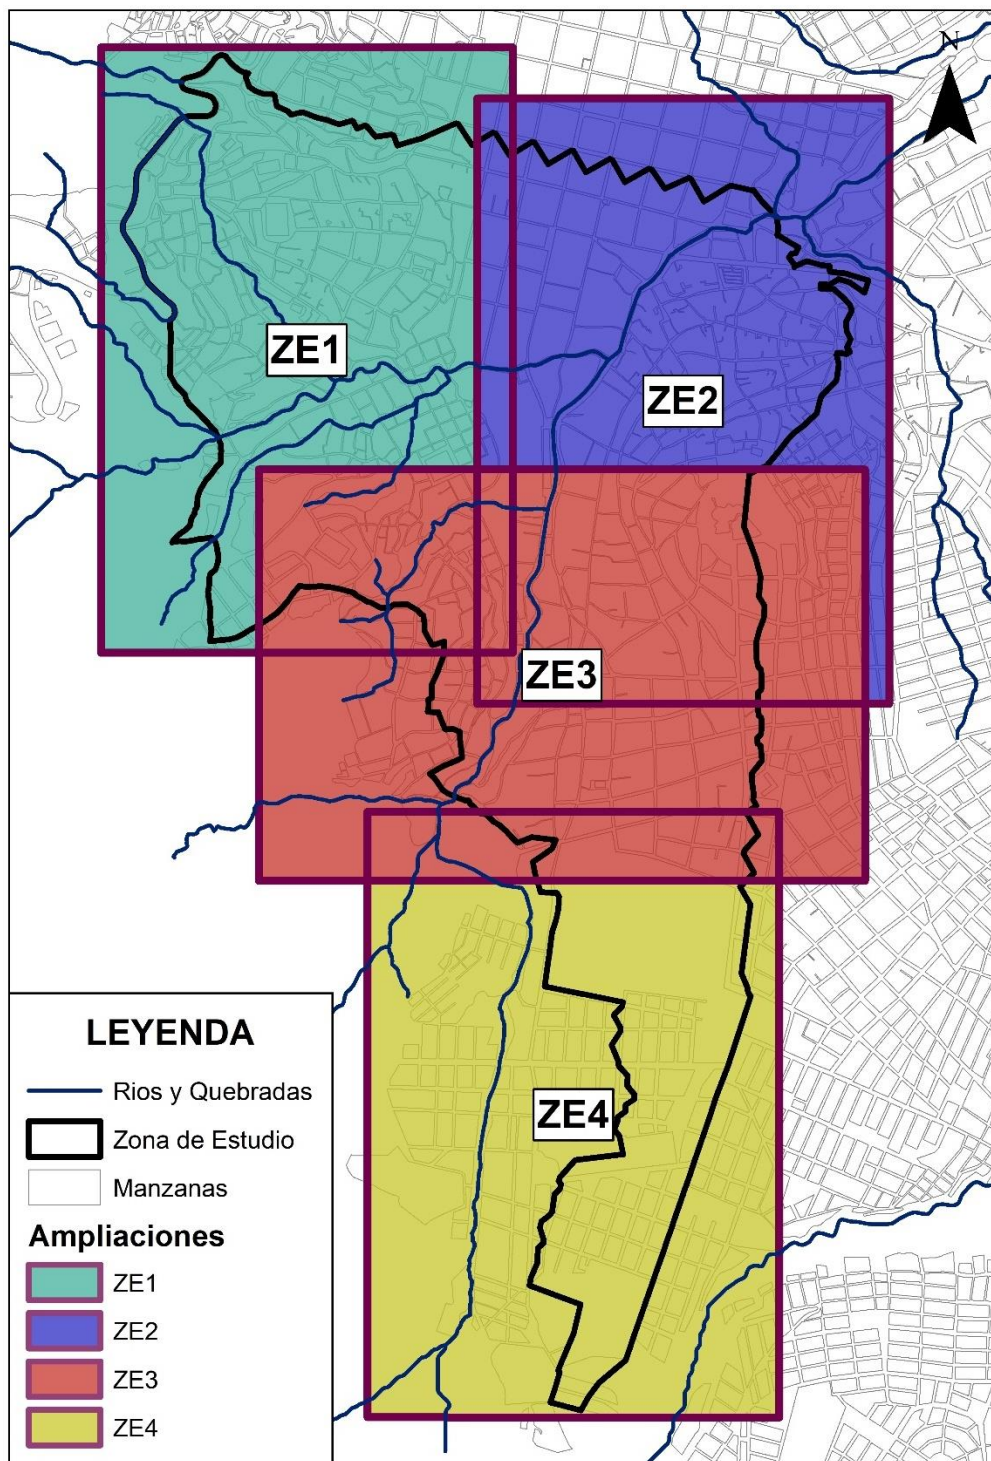 N
ZE1
ZE2
ZE3
ZE4
LEYENDA
Rios y Quebradas
Zona de Estudio
Manzanas
Ampliaciones
ZE1
ZE2
ZE3
ZE4